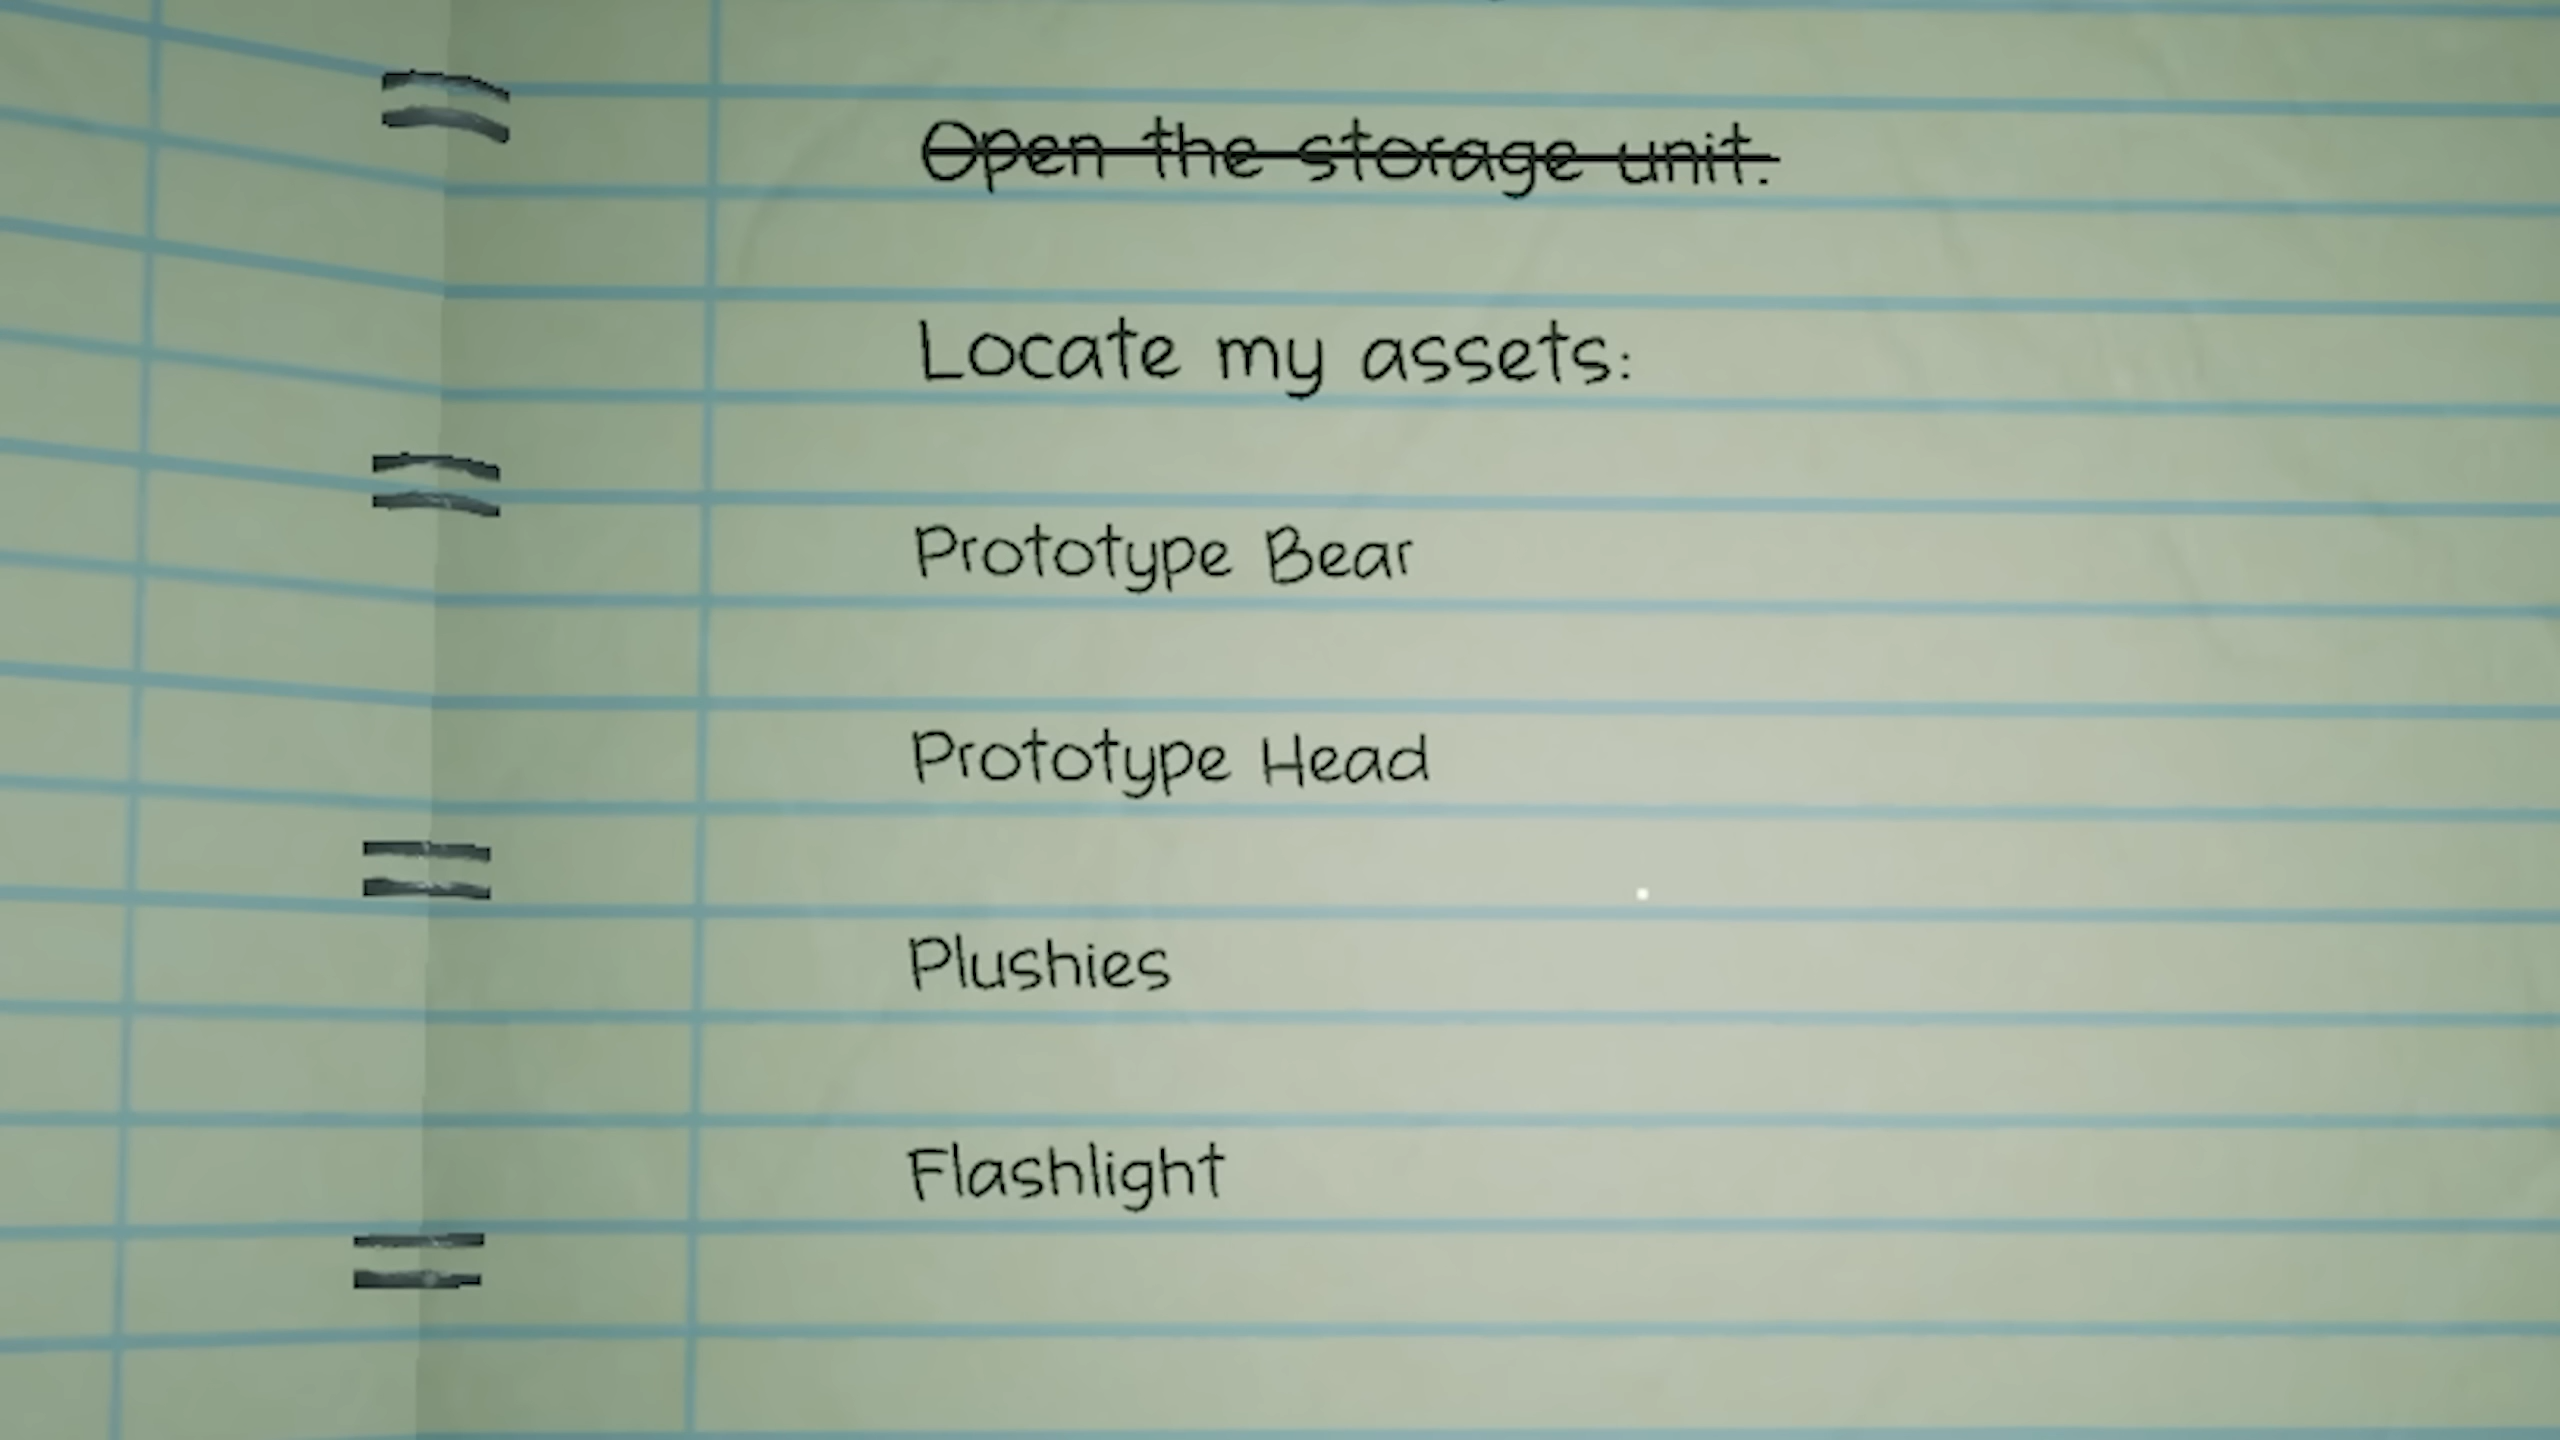 Open the storage unit.
Locate my assets:
Prototype Bear
Prototype Head
Plushies
Flashlight